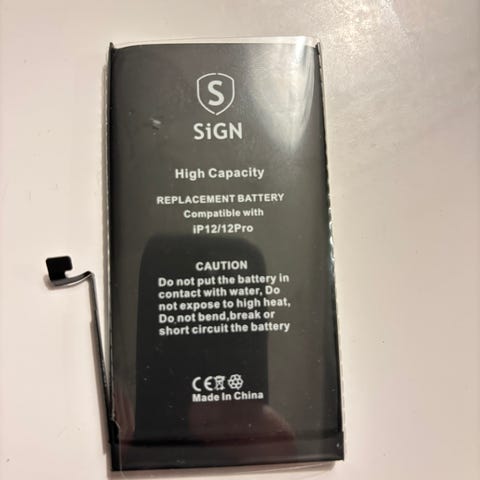 S
SiGN
High Capacity
REPLACEMENT BATTERY
Compatible with
iP12/12Pro
CAUTION
Do not put the battery in
contact with water, Do
not expose to high heat,
Do not bend,break or
short circuit the battery
CE
Made In China